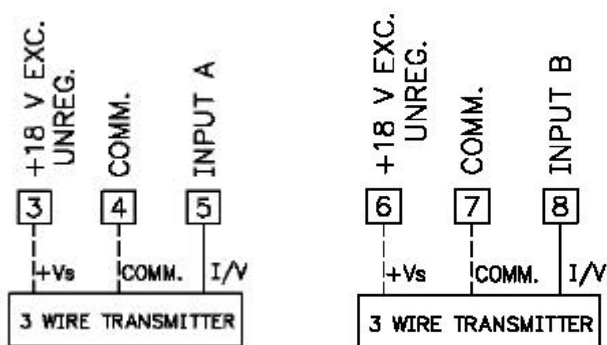 +18 V EXC.
UNREG.
COMM.
INPUT A
3
4
5
+Vs
COMM.
I/V
3 WIRE TRANSMITTER
+18 V EXC.
UNREG.
COMM.
INPUT B
6
7
8
+Vs
COMM.
I/V
3 WIRE TRANSMITTER